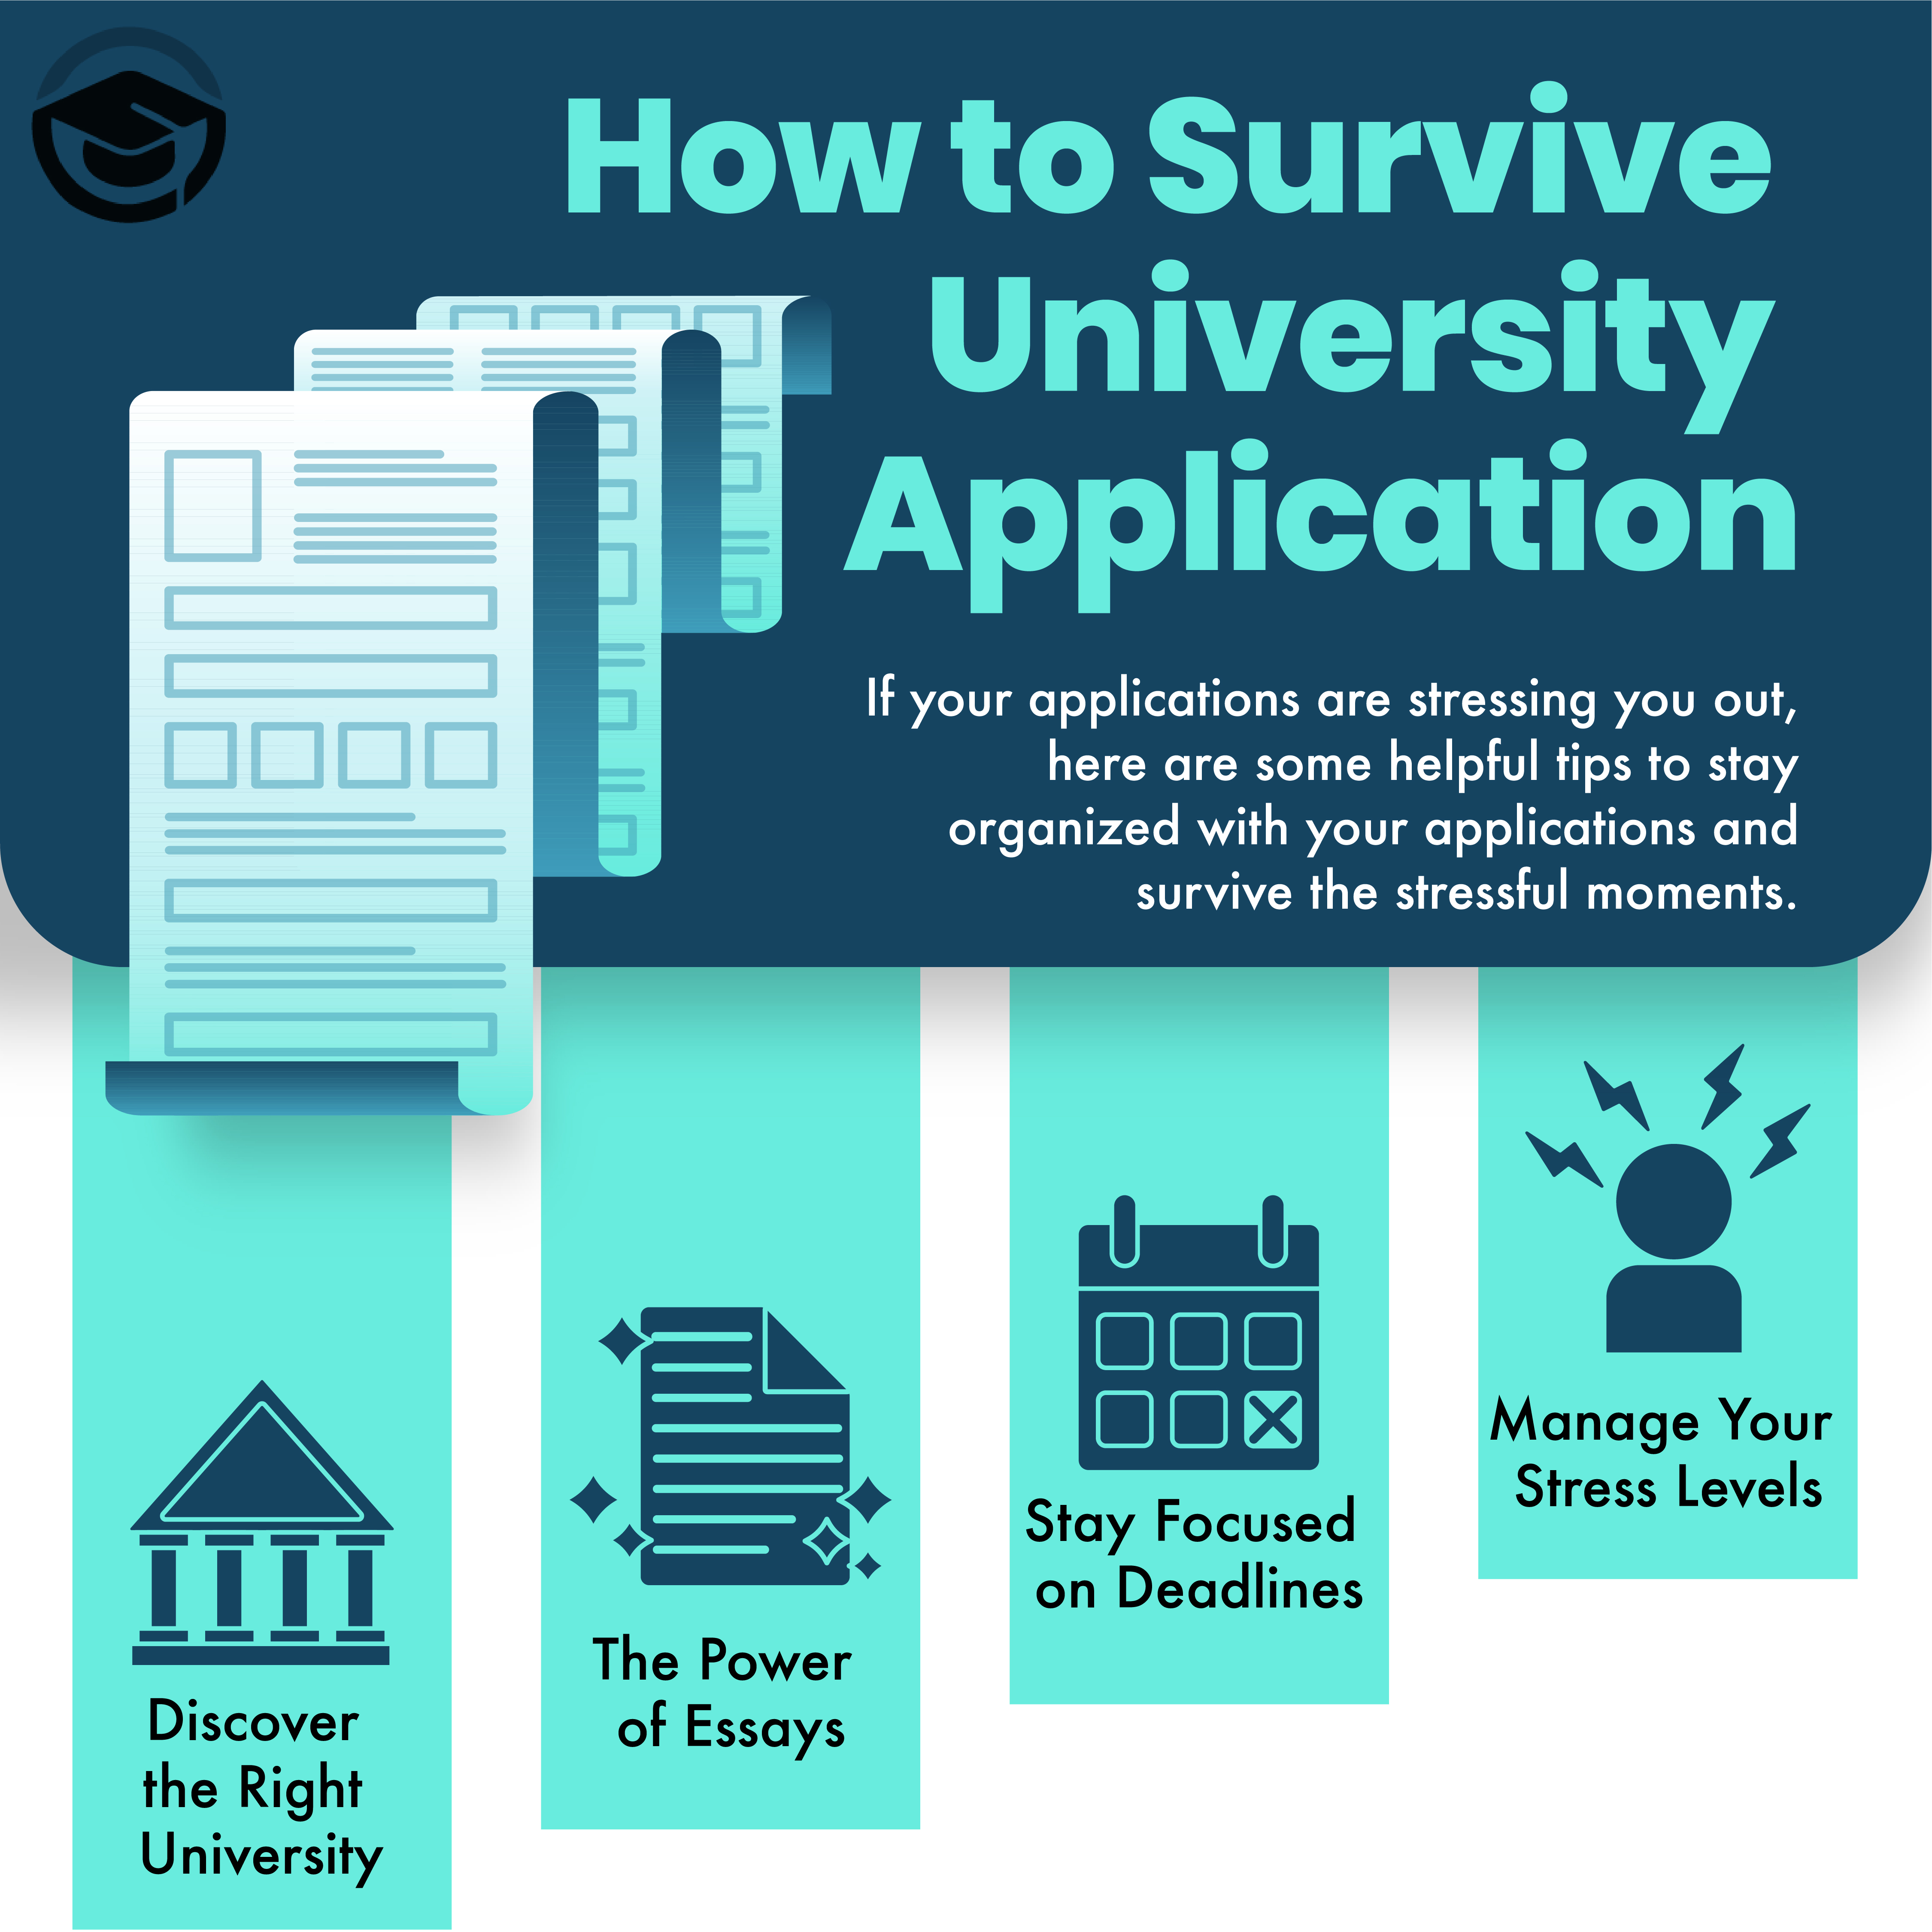 How to Survive
University
Application
If your applications are stressing you out,
here are some helpful tips to stay
organized with your applications and
survive the stressful moments.
Discover
the Right
University
The Power
of Essays
Stay Focused
on Deadlines
Manage Your
Stress Levels